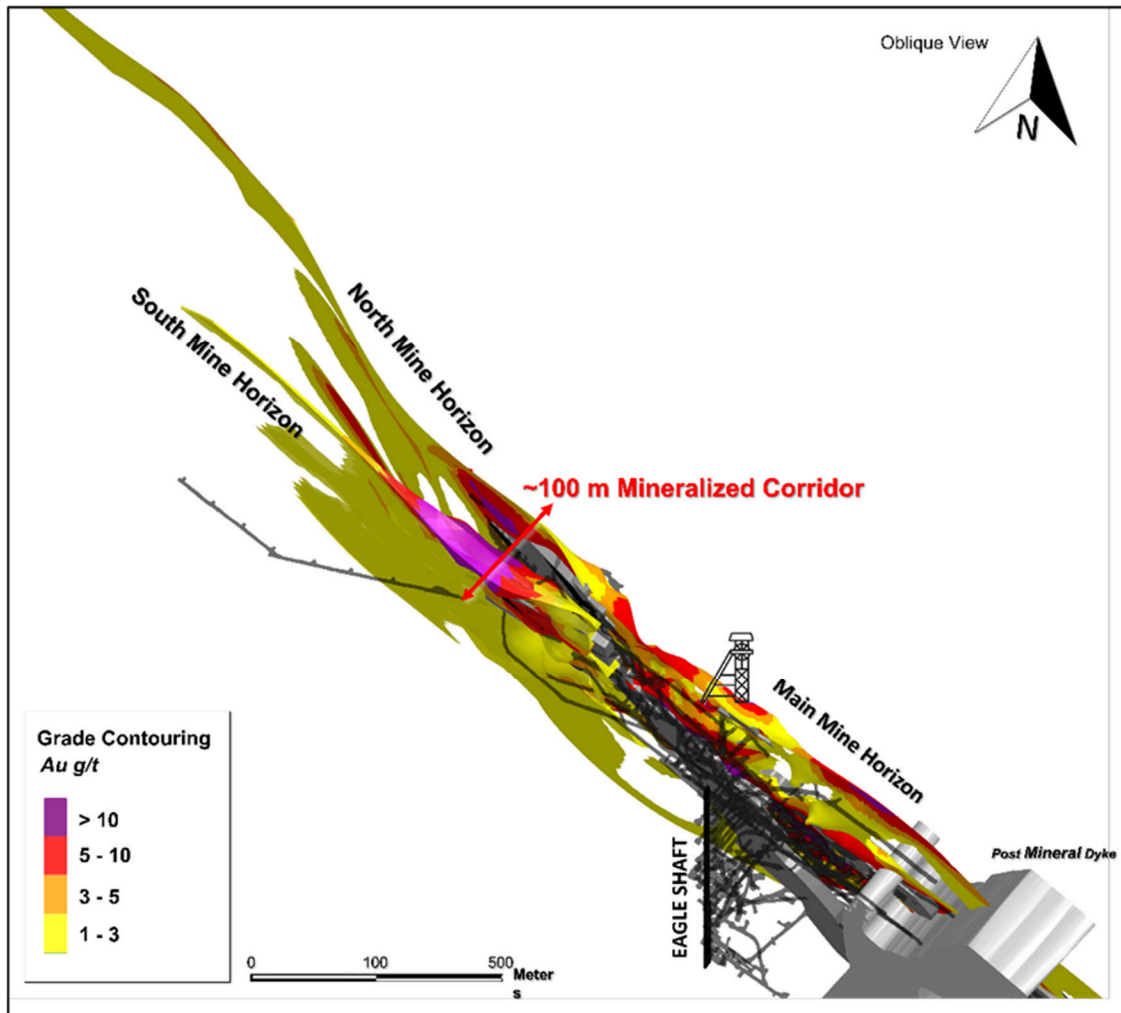 Oblique View
N
South Mine Horizon
North Mine Horizon
~100 m Mineralized Corridor
Main Mine Horizon
Post Mineral Dyke
EAGLE SHAFT
Grade Contouring
Au g/t
> 10
5 - 10
3 - 5
1 - 3
0 100 500
Meter
s